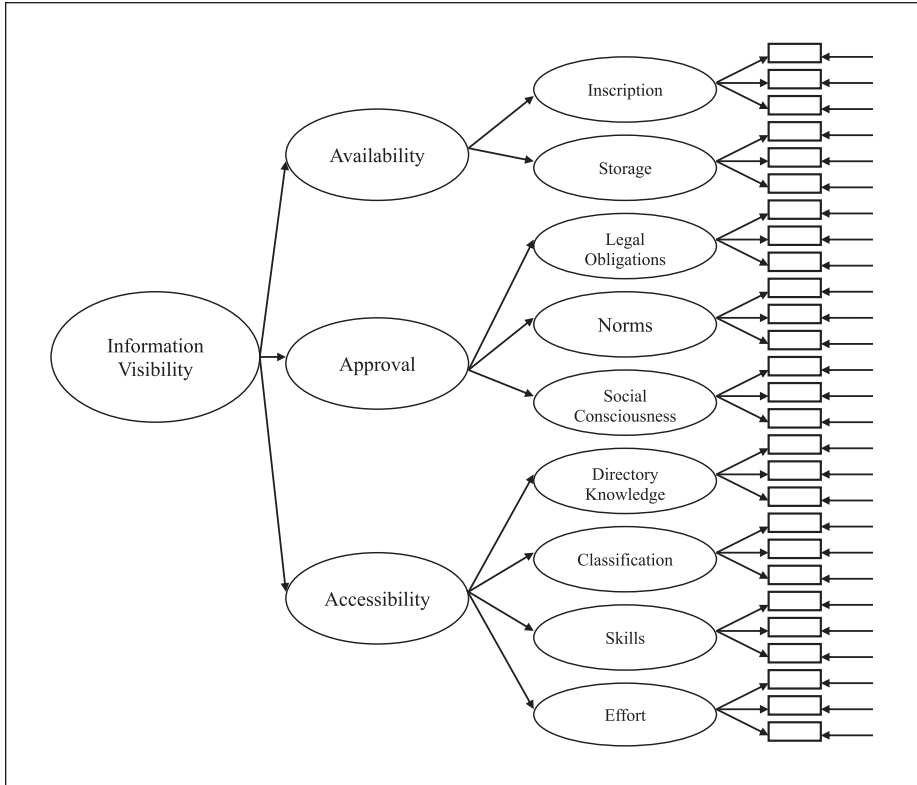 Information
Visibility
Availability
Approval
Accessibility
Inscription
Storage
Legal
Obligations
Norms
Social
Consciousness
Directory
Knowledge
Classification
Skills
Effort